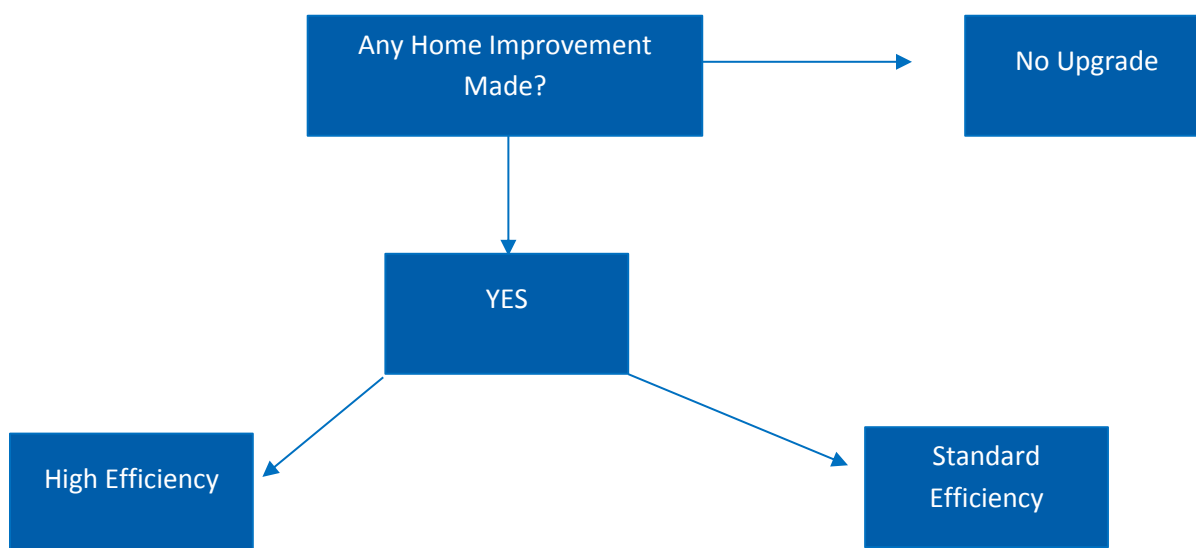 Any Home Improvement
Made?
No Upgrade
YES
High Efficiency
Standard
Efficiency